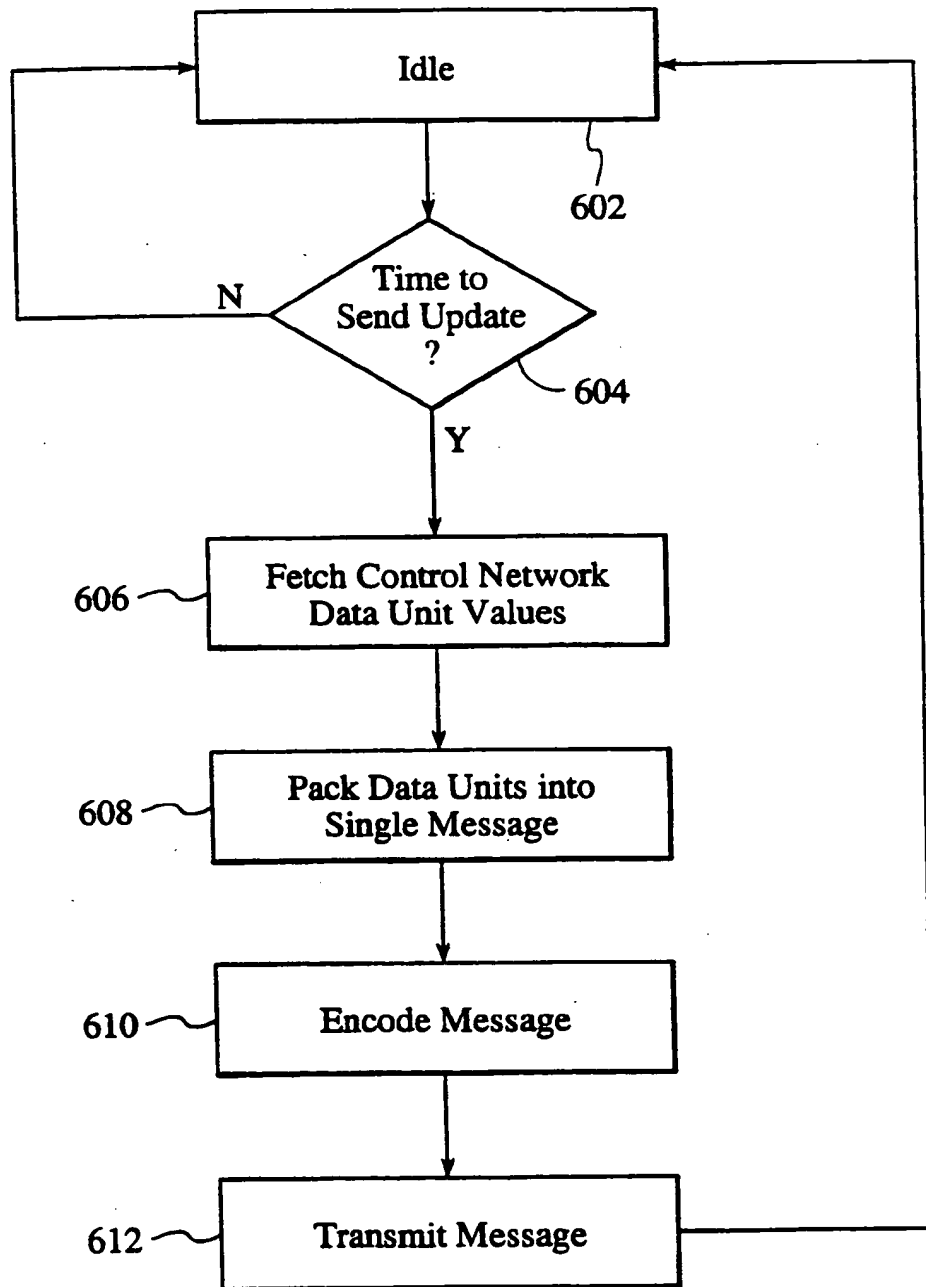 Idle
602
Time to
Send Update
?
604
N
Y
Fetch Control Network
Data Unit Values
606
Pack Data Units into
Single Message
608
Encode Message
610
Transmit Message
612